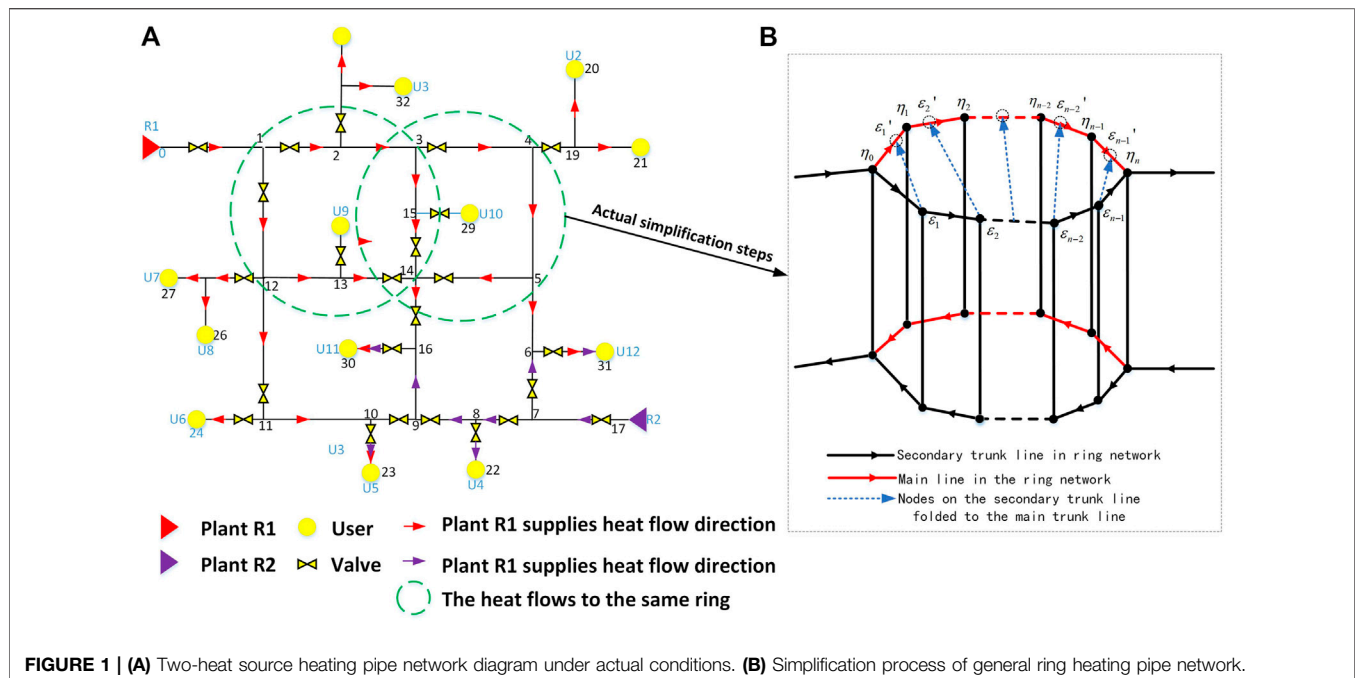 A
B
U2
20
U3
32
R1
0
1
2
3
4
19
21
U9
15
U10
29
Actual simplification steps
14
U7
27
12
13
5
26
U8
U11
30
16
6
U12
31
U6
24
11
10
9
8
7
17
R2
U3
23
U5
22
U4
Plant R1
User
Plant R1 supplies heat flow direction
Plant R2
Valve
Plant R1 supplies heat flow direction
The heat flows to the same ring
η0
ε1'
η1
ε2'
η2
ηn-2
εn-2'
ηn-1
εn-1'
ηn
ε1
ε2
εn-2
εn-1
Secondary trunk line in ring network
Main line in the ring network
Nodes on the secondary trunk line
folded to the main trunk line
FIGURE 1 | (A) Two-heat source heating pipe network diagram under actual conditions. (B) Simplification process of general ring heating pipe network.